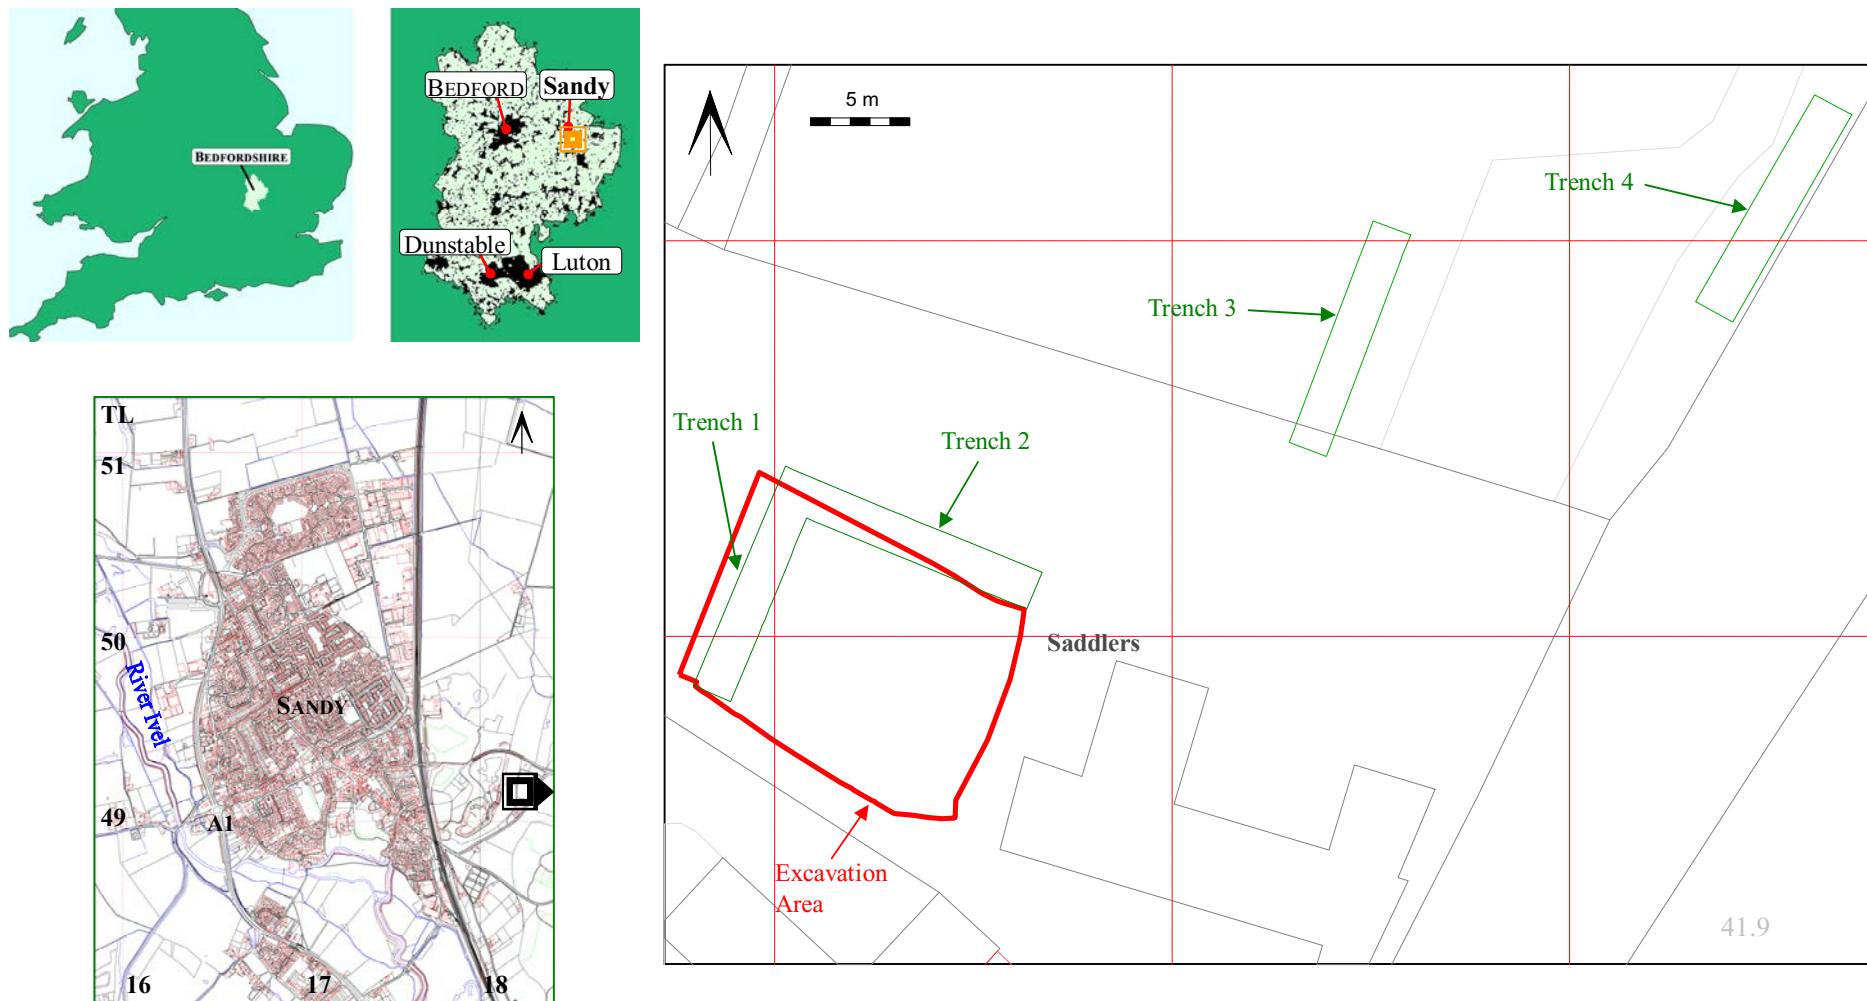 BEDFORDSHIRE
BEDFORD
Sandy
Dunstable
Luton
TL
51
50
49
River Ivel
SANDY
A1
16
17
18
5 m
Trench 4
Trench 3
Trench 1
Trench 2
Saddlers
Excavation
Area
41.9